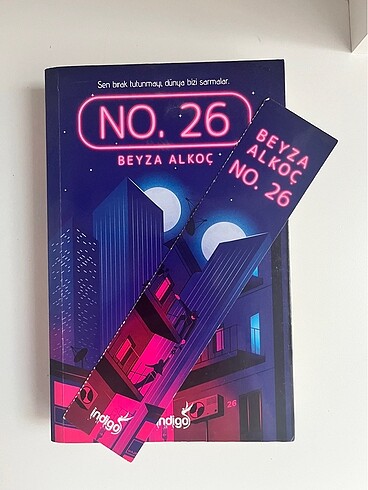 Sen bırak tutunmayı, dünya bizi sarmalar.
NO. 26
BEYZA ALKOÇ
BEYZA
ALKOÇ
NO. 26
26
indigo
indigo